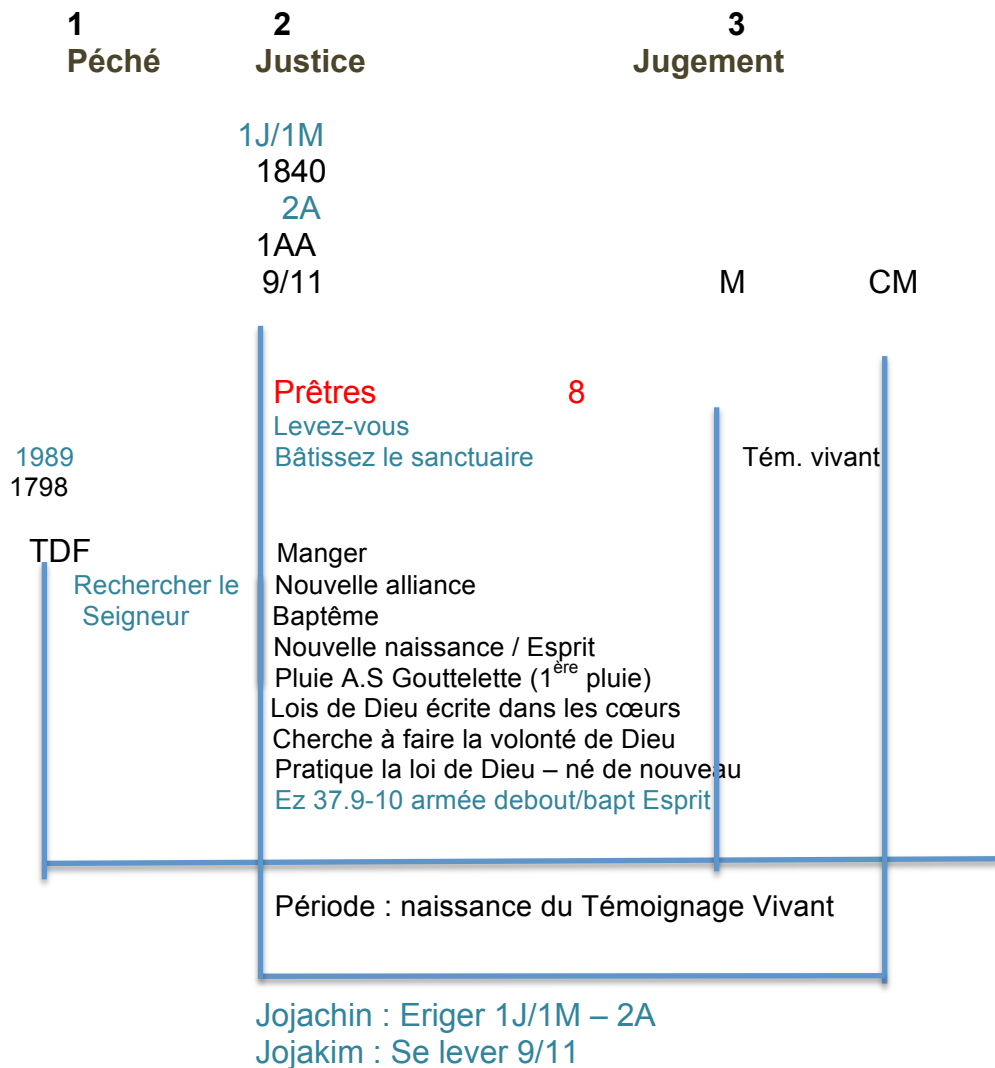 1 2 3
Péché Justice Jugement
1J/1M
1840
2A
1AA
9/11 M CM
Prêtres 8
Levez-vous
1989 Bâtissez le sanctuaire Tém. vivant
1798
TDF Manger
Rechercher le Nouvelle alliance
Seigneur Baptême
Nouvelle naissance / Esprit
Pluie A.S Gouttelette (1ère pluie)
Lois de Dieu écrite dans les cœurs
Cherche à faire la volonté de Dieu
Pratique la loi de Dieu – né de nouveau
Ez 37.9-10 armée debout/bapt Esprit
Période : naissance du Témoignage Vivant
Jojachin : Eriger 1J/1M – 2A
Jojakim : Se lever 9/11